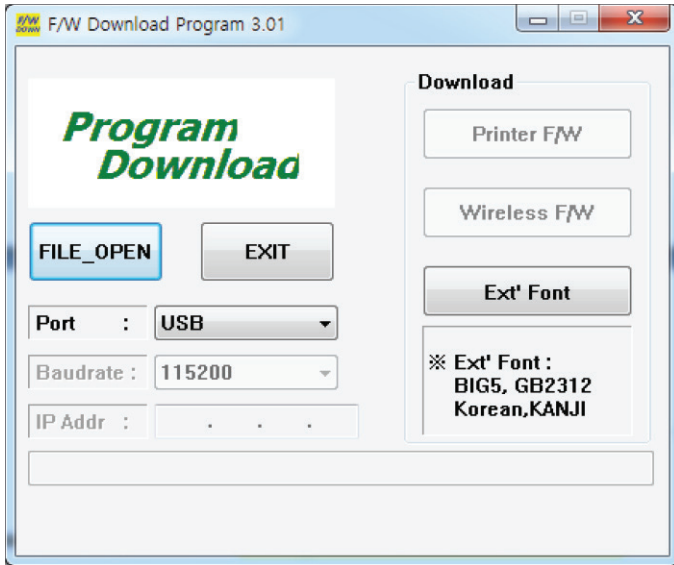 F/W DOWN F/W Download Program 3.01
Program
Download
FILE_OPEN
EXIT
Port :
USB
Baudrate :
115200
IP Addr :
. . .
Download
Printer F/W
Wireless F/W
Ext' Font
※ Ext' Font :
BIG5, GB2312
Korean,KANJI